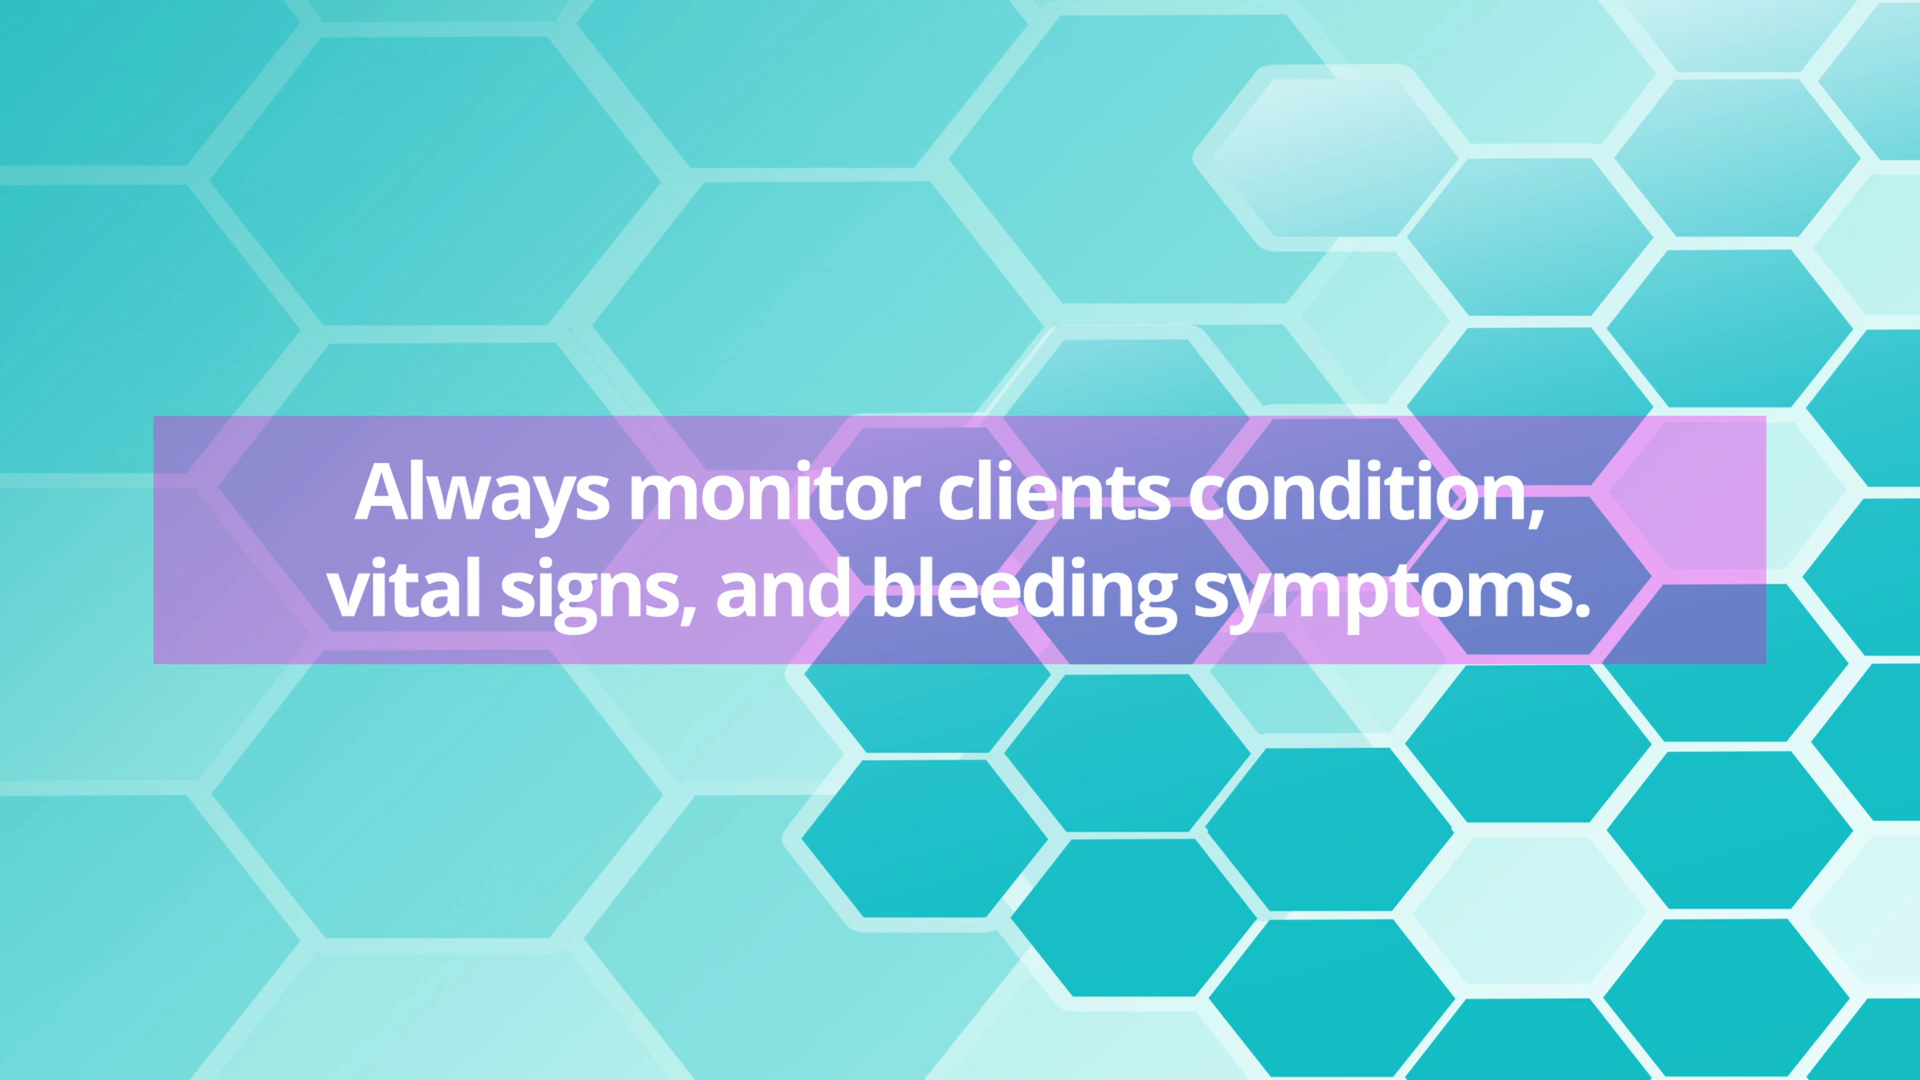 Always monitor clients condition,
vital signs, and bleeding symptoms.